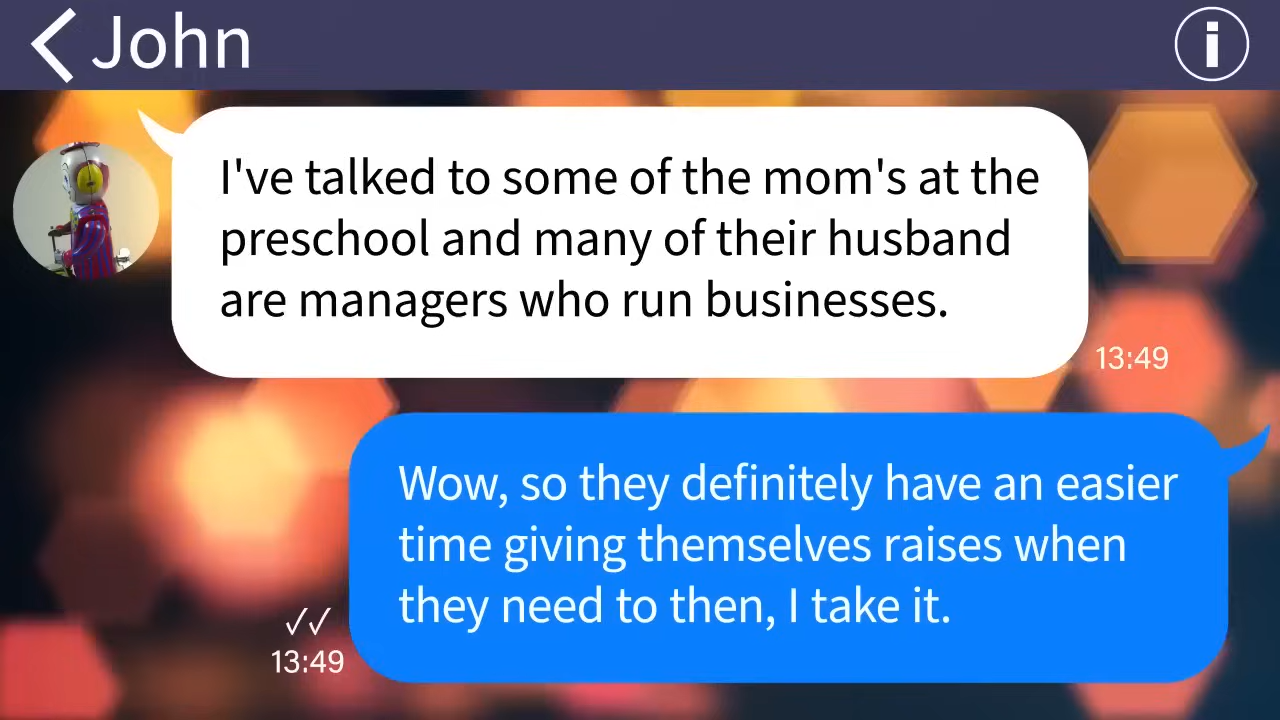 John
I've talked to some of the mom's at the
preschool and many of their husband
are managers who run businesses.
13:49
Wow, so they definitely have an easier
time giving themselves raises when
they need to then, I take it.
13:49